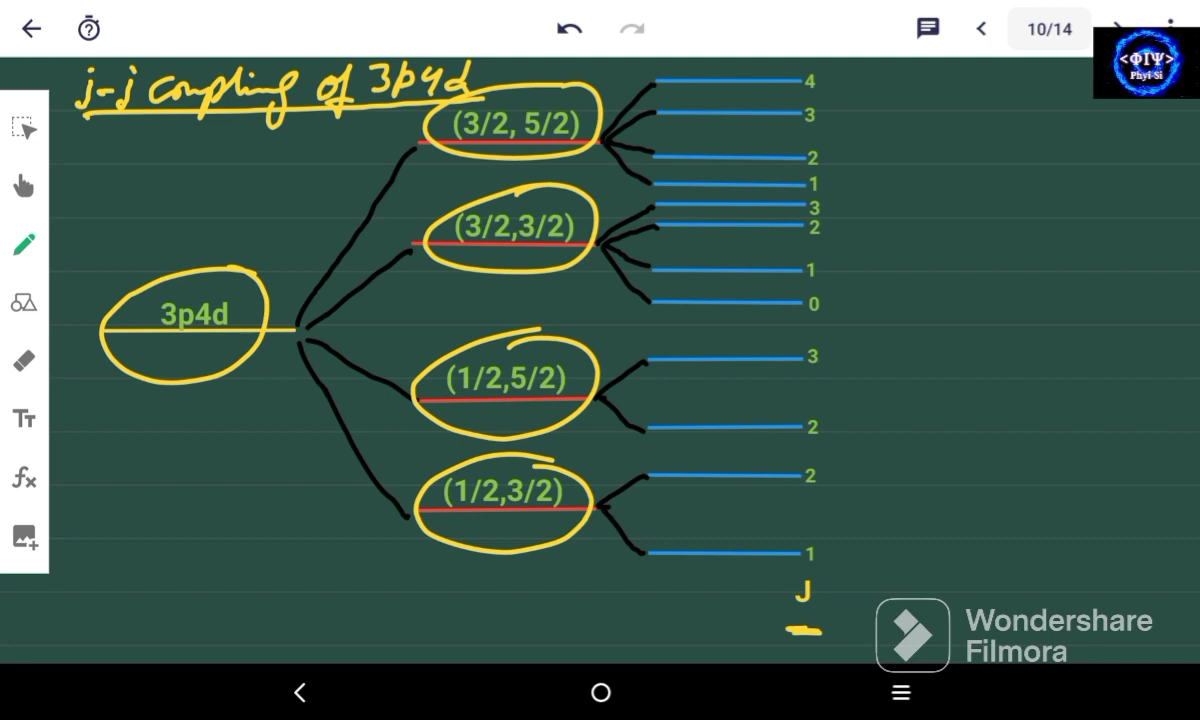 10/14
<ΦΙΨ>
Phyi Si
j-j coupling of 3p4d
(3/2, 5/2)
4
3
2
1
(3/2,3/2)
3
2
1
0
3p4d
(1/2,5/2)
3
2
(1/2,3/2)
2
1
J
Tт
fx
Wondershare
Filmora